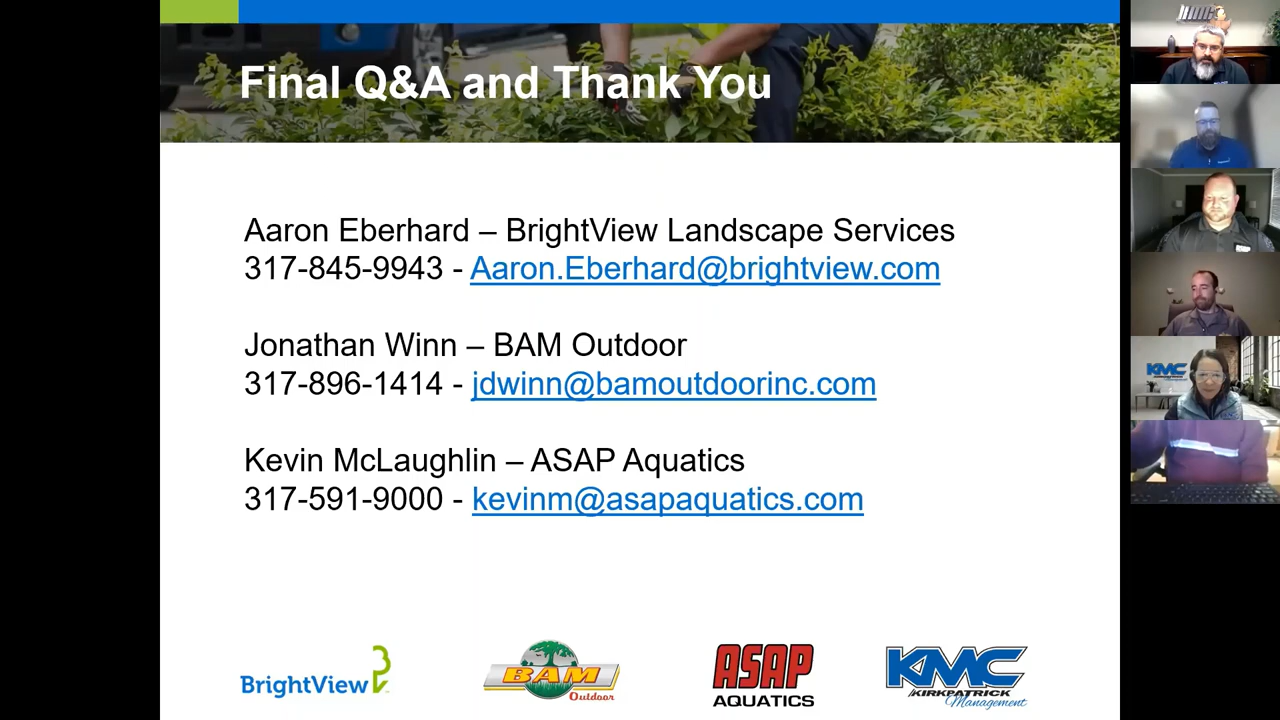 Final Q&A and Thank You
Aaron Eberhard – BrightView Landscape Services
317-845-9943 - Aaron.Eberhard@brightview.com
Jonathan Winn – BAM Outdoor
317-896-1414 - jdwinn@bamoutdoorinc.com
Kevin McLaughlin – ASAP Aquatics
317-591-9000 - kevinm@asapaquatics.com
BrightView
BAM
Outdoor
ASAP
AQUATICS
KMC
KIRKPATRICK
Management
KMC